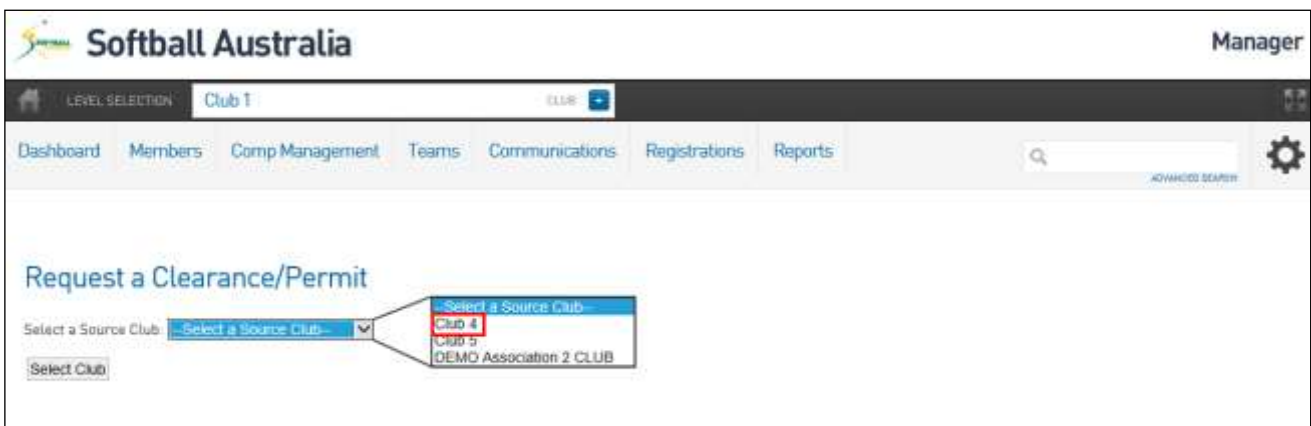 SOFTBALL
Softball Australia
Manager
LEVEL SELECTION
Club 1
CLUB
Dashboard
Members
Comp Management
Teams
Communications
Registrations
Reports
ADVANCED SEARCH
Request a Clearance/Permit
Select a Source Club
--Select a Source Club--
--Select a Source Club--
Club 4
Club 5
DEMO Association 2 CLUB
Select Club